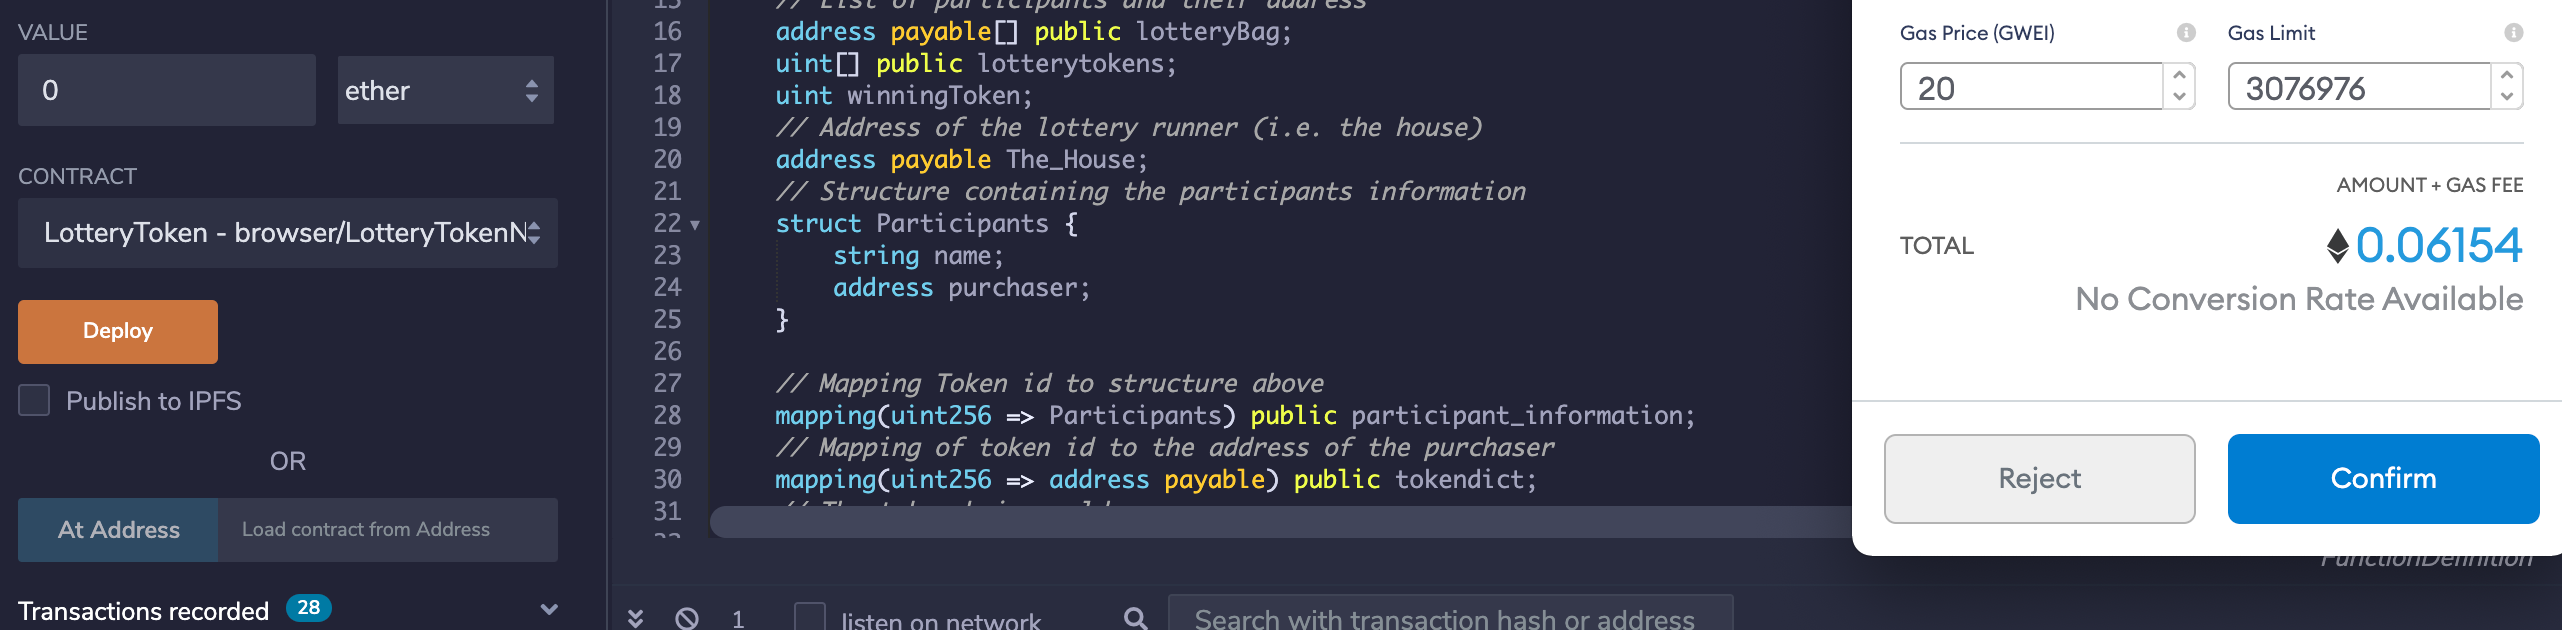 VALUE
0
ether
CONTRACT
LotteryToken - browser/LotteryTokenN
Deploy
Publish to IPFS
OR
At Address
Load contract from Address
Transactions recorded 28
15 // List of participants and their address
16 address payable[] public lotteryBag;
17 uint[] public lotterytokens;
18 uint winningToken;
19 // Address of the lottery runner (i.e. the house)
20 address payable The_House;
21 // Structure containing the participants information
22 struct Participants {
23 string name;
24 address purchaser;
25 }
26
27 // Mapping Token id to structure above
28 mapping(uint256 => Participants) public participant_information;
29 // Mapping of token id to the address of the purchaser
30 mapping(uint256 => address payable) public tokendict;
31
1
listen on network
Search with transaction hash or address
Gas Price (GWEI)
20
Gas Limit
3076976
AMOUNT + GAS FEE
TOTAL
0.06154
No Conversion Rate Available
Reject
Confirm
FunctionDefinition